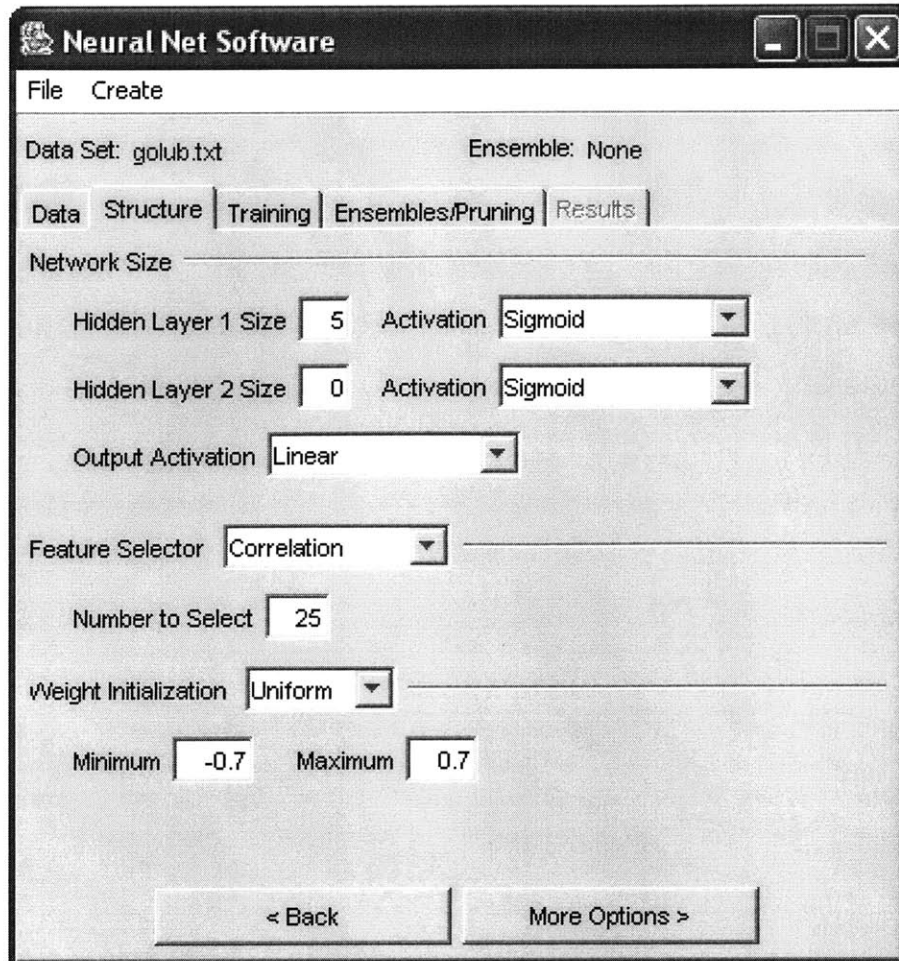 Neural Net Software
File Create
Data Set: golub.txt Ensemble: None
Data Structure Training Ensembles/Pruning Results
Network Size
Hidden Layer 1 Size 5 Activation Sigmoid
Hidden Layer 2 Size 0 Activation Sigmoid
Output Activation Linear
Feature Selector Correlation
Number to Select 25
Weight Initialization Uniform
Minimum -0.7 Maximum 0.7
< Back More Options >